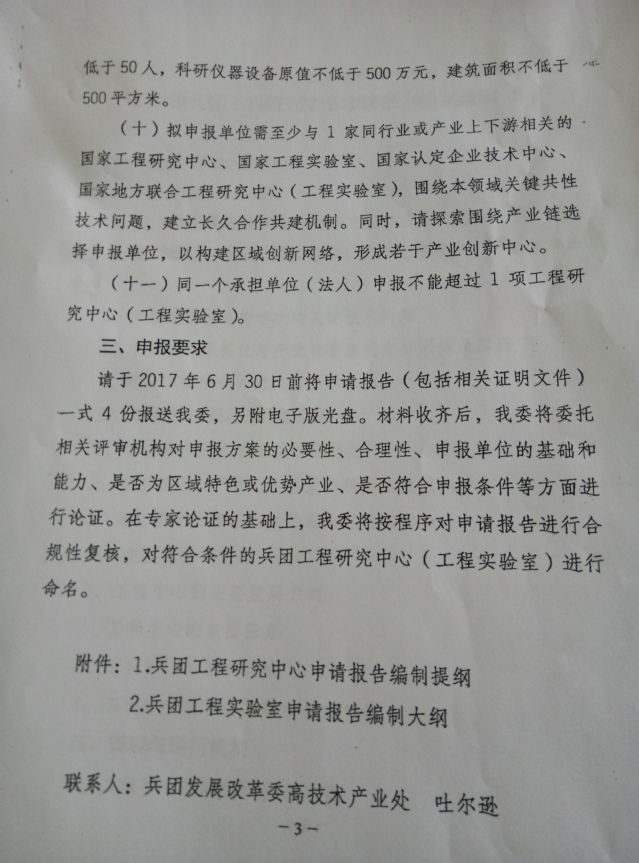 低于50人，科研仪器设备原值不低于500万元，建筑面积不低于
500平方米。
（十）拟申报单位需至少与1家同行业或产业上下游相关的
国家工程研究中心、国家工程实验室、国家认定企业技术中心、
国家地方联合工程研究中心（工程实验室），围绕本领域关键共性
技术问题，建立长久合作共建机制。同时，请探索围绕产业链选
择申报单位，以构建区域创新网络，形成若干产业创新中心。
（十一）同一个承担单位（法人）申报不能超过1项工程研
究中心（工程实验室）。
三、申报要求
请于2017年6月30日前将申请报告（包括相关证明文件）
一式4份报送我委，另附电子版光盘。材料收齐后，我委将委托
相关评审机构对申报方案的必要性、合理性、申报单位的基础和
能力、是否为区域特色或优势产业、是否符合申报条件等方面进
行论证。在专家论证的基础上，我委将按程序对申请报告进行合
规性复核，对符合条件的兵团工程研究中心（工程实验室）进行
命名。
附件：1.兵团工程研究中心申请报告编制提纲
2.兵团工程实验室申请报告编制大纲
联系人：兵团发展改革委高技术产业处 吐尔逊
－3－